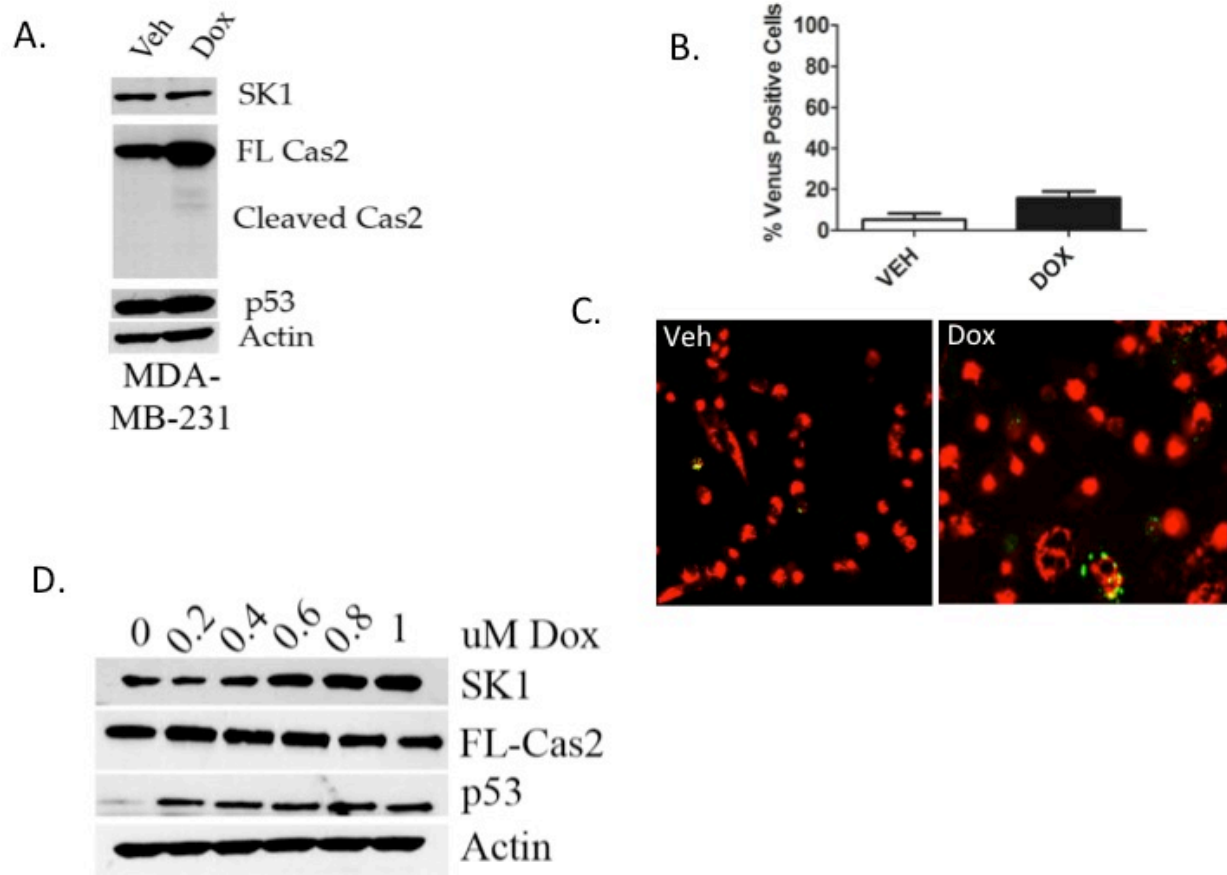 A.
Veh Dox
SK1
FL Cas2
Cleaved Cas2
p53
Actin
MDA-
MB-231
B.
% Venus Positive Cells
100
80
60
40
20
0
VEH DOX
C.
Veh Dox
D.
0 0.2 0.4 0.6 0.8 1 uM Dox
SK1
FL-Cas2
p53
Actin